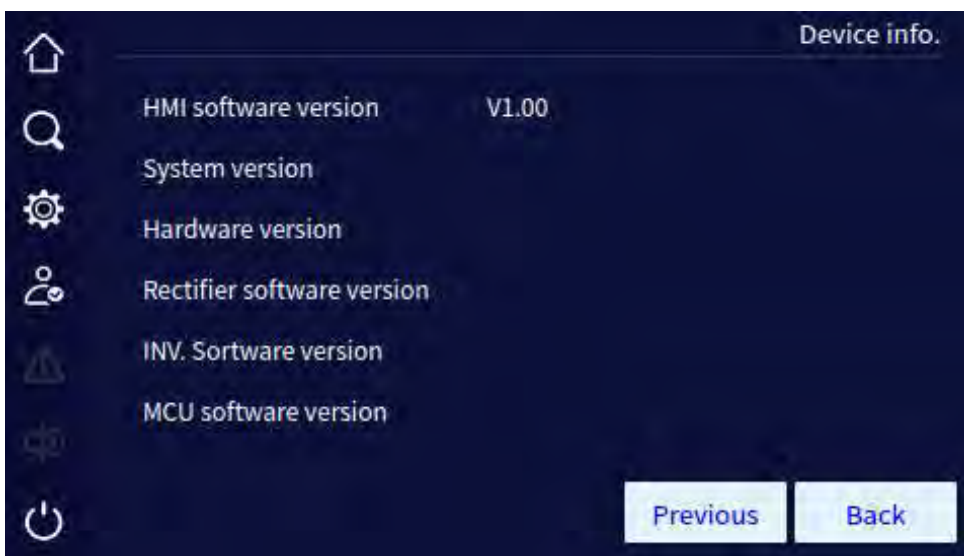 Device info.
HMI software version V1.00
System version
Hardware version
Rectifier software version
INV. Sortware version
MCU software version
Previous Back